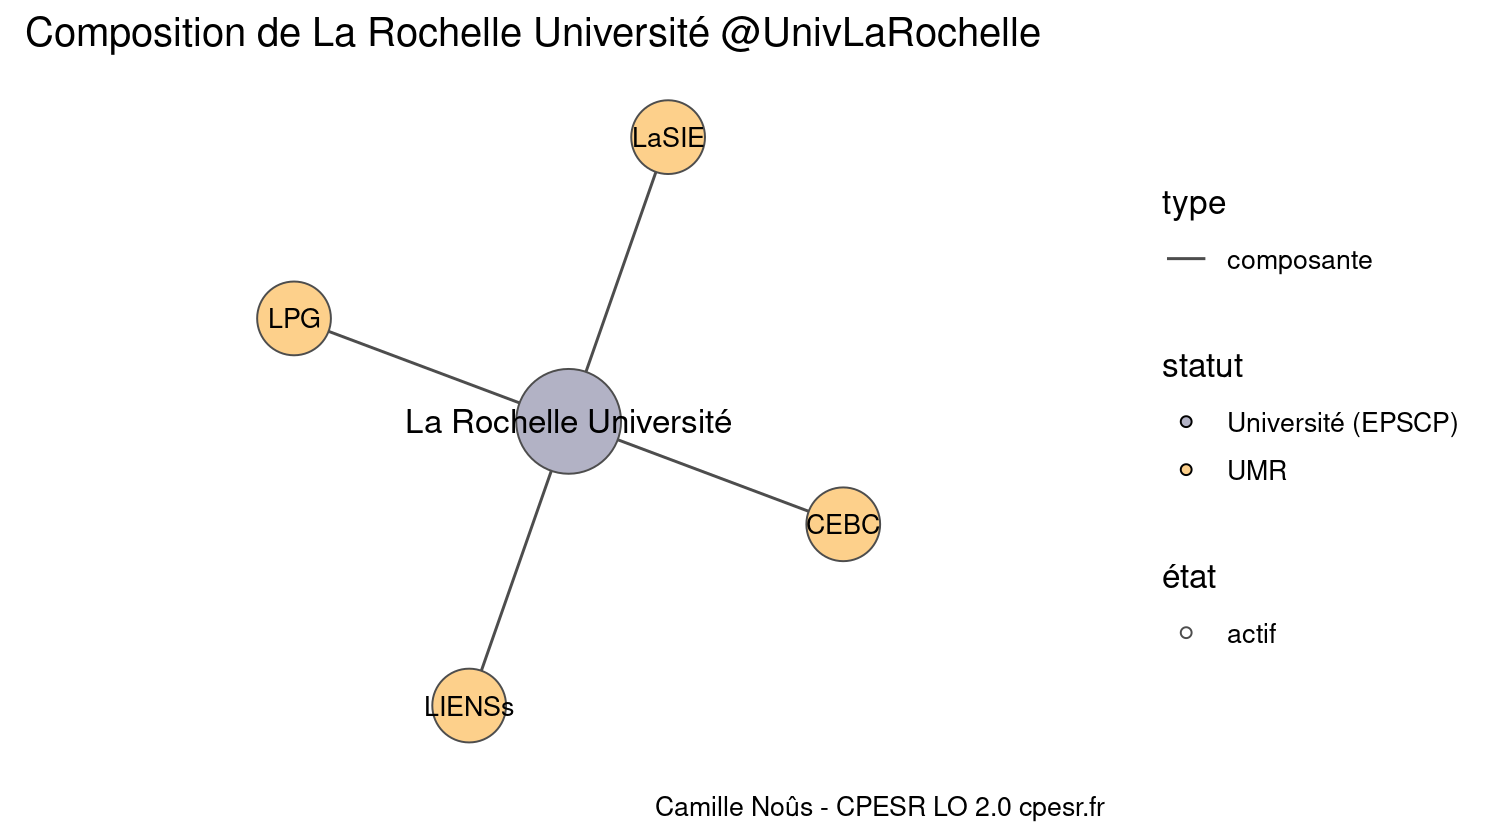 Composition de La Rochelle Université @UnivLaRochelle
LaSIE
LPG
La Rochelle Université
CEBC
LIENSs
type
composante
statut
Université (EPSCP)
UMR
état
actif
Camille Noûs - CPESR LO 2.0 cpesr.fr